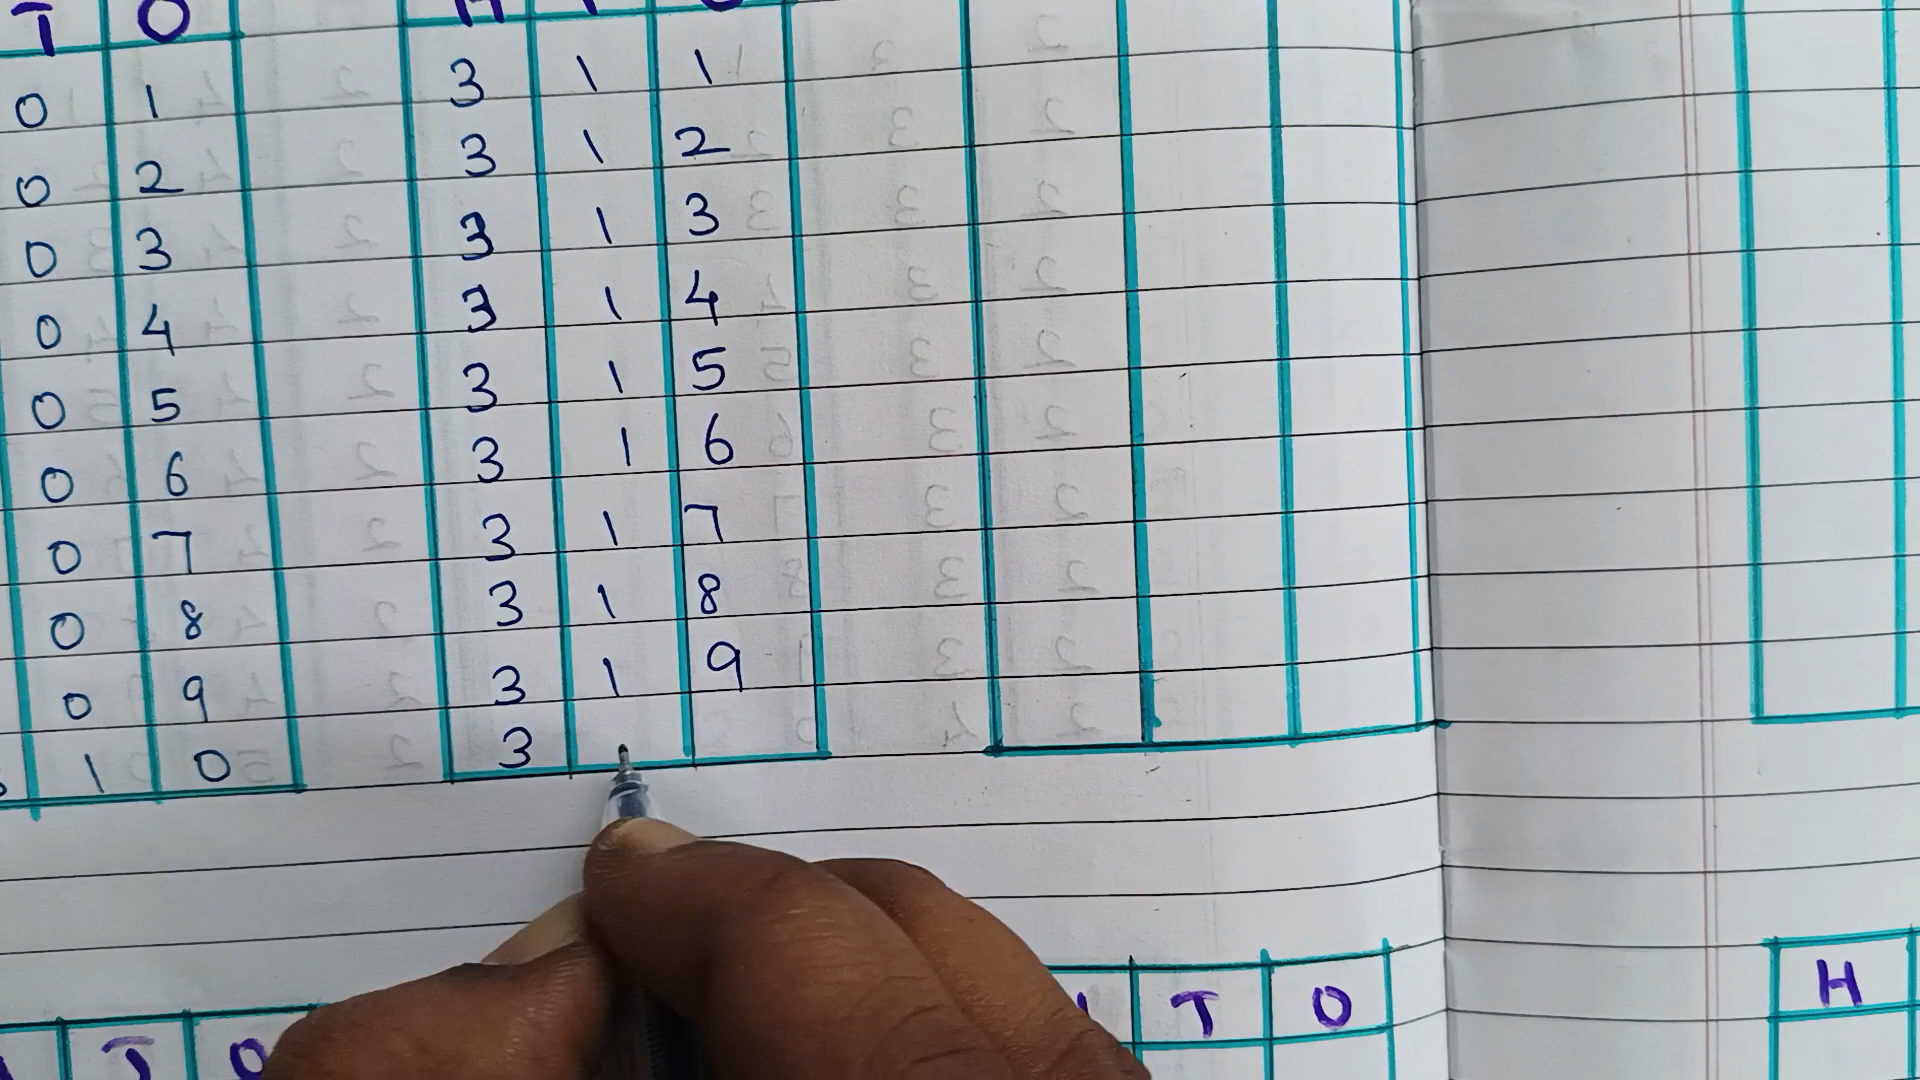 T O H T O
0 1 3 1 1
0 2 3 1 2
0 3 3 1 3
0 4 3 1 4
0 5 3 1 5
0 6 3 1 6
0 7 3 1 7
0 8 3 1 8
0 9 3 1 9
1 0 3
T O T O H